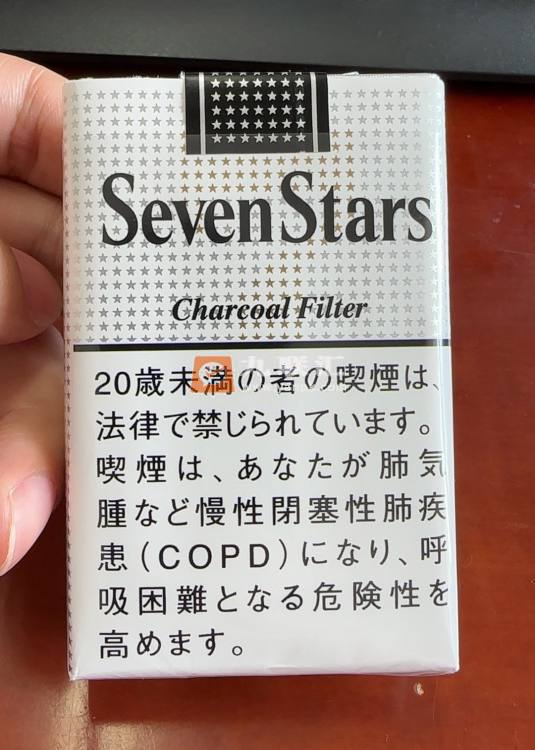 Seven Stars
Charcoal Filter
九联汇
20歳未満の者の喫煙は、
法律で禁じられています。
喫煙は、あなたが肺気
腫など慢性閉塞性肺疾
患(COPD)になり、呼
吸困難となる危険性を
高めます。